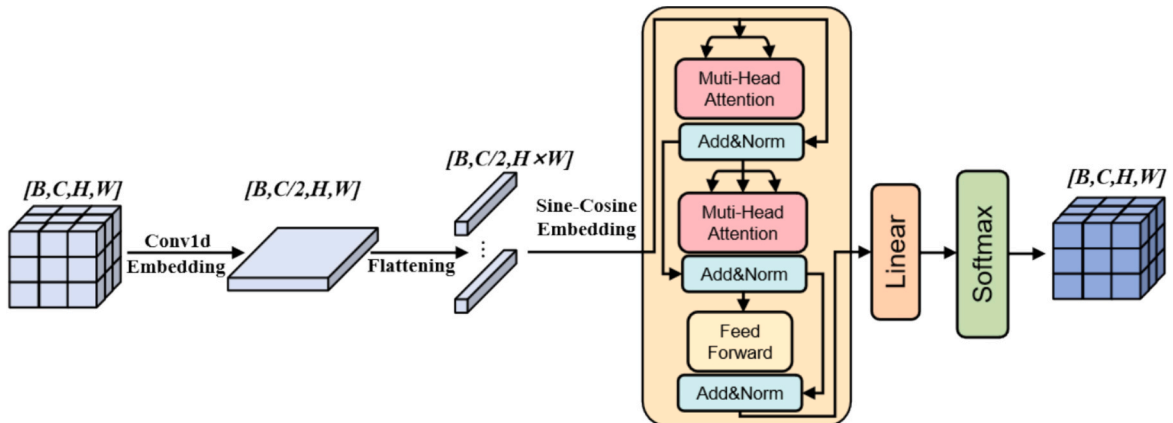 [B,C,H,W]
Conv1d
Embedding
[B,C/2,H,W]
Flattening
[B,C/2,H×W]
⋮
Sine-Cosine
Embedding
Muti-Head
Attention
Add&Norm
Muti-Head
Attention
Add&Norm
Feed
Forward
Add&Norm
Linear
Softmax
[B,C,H,W]